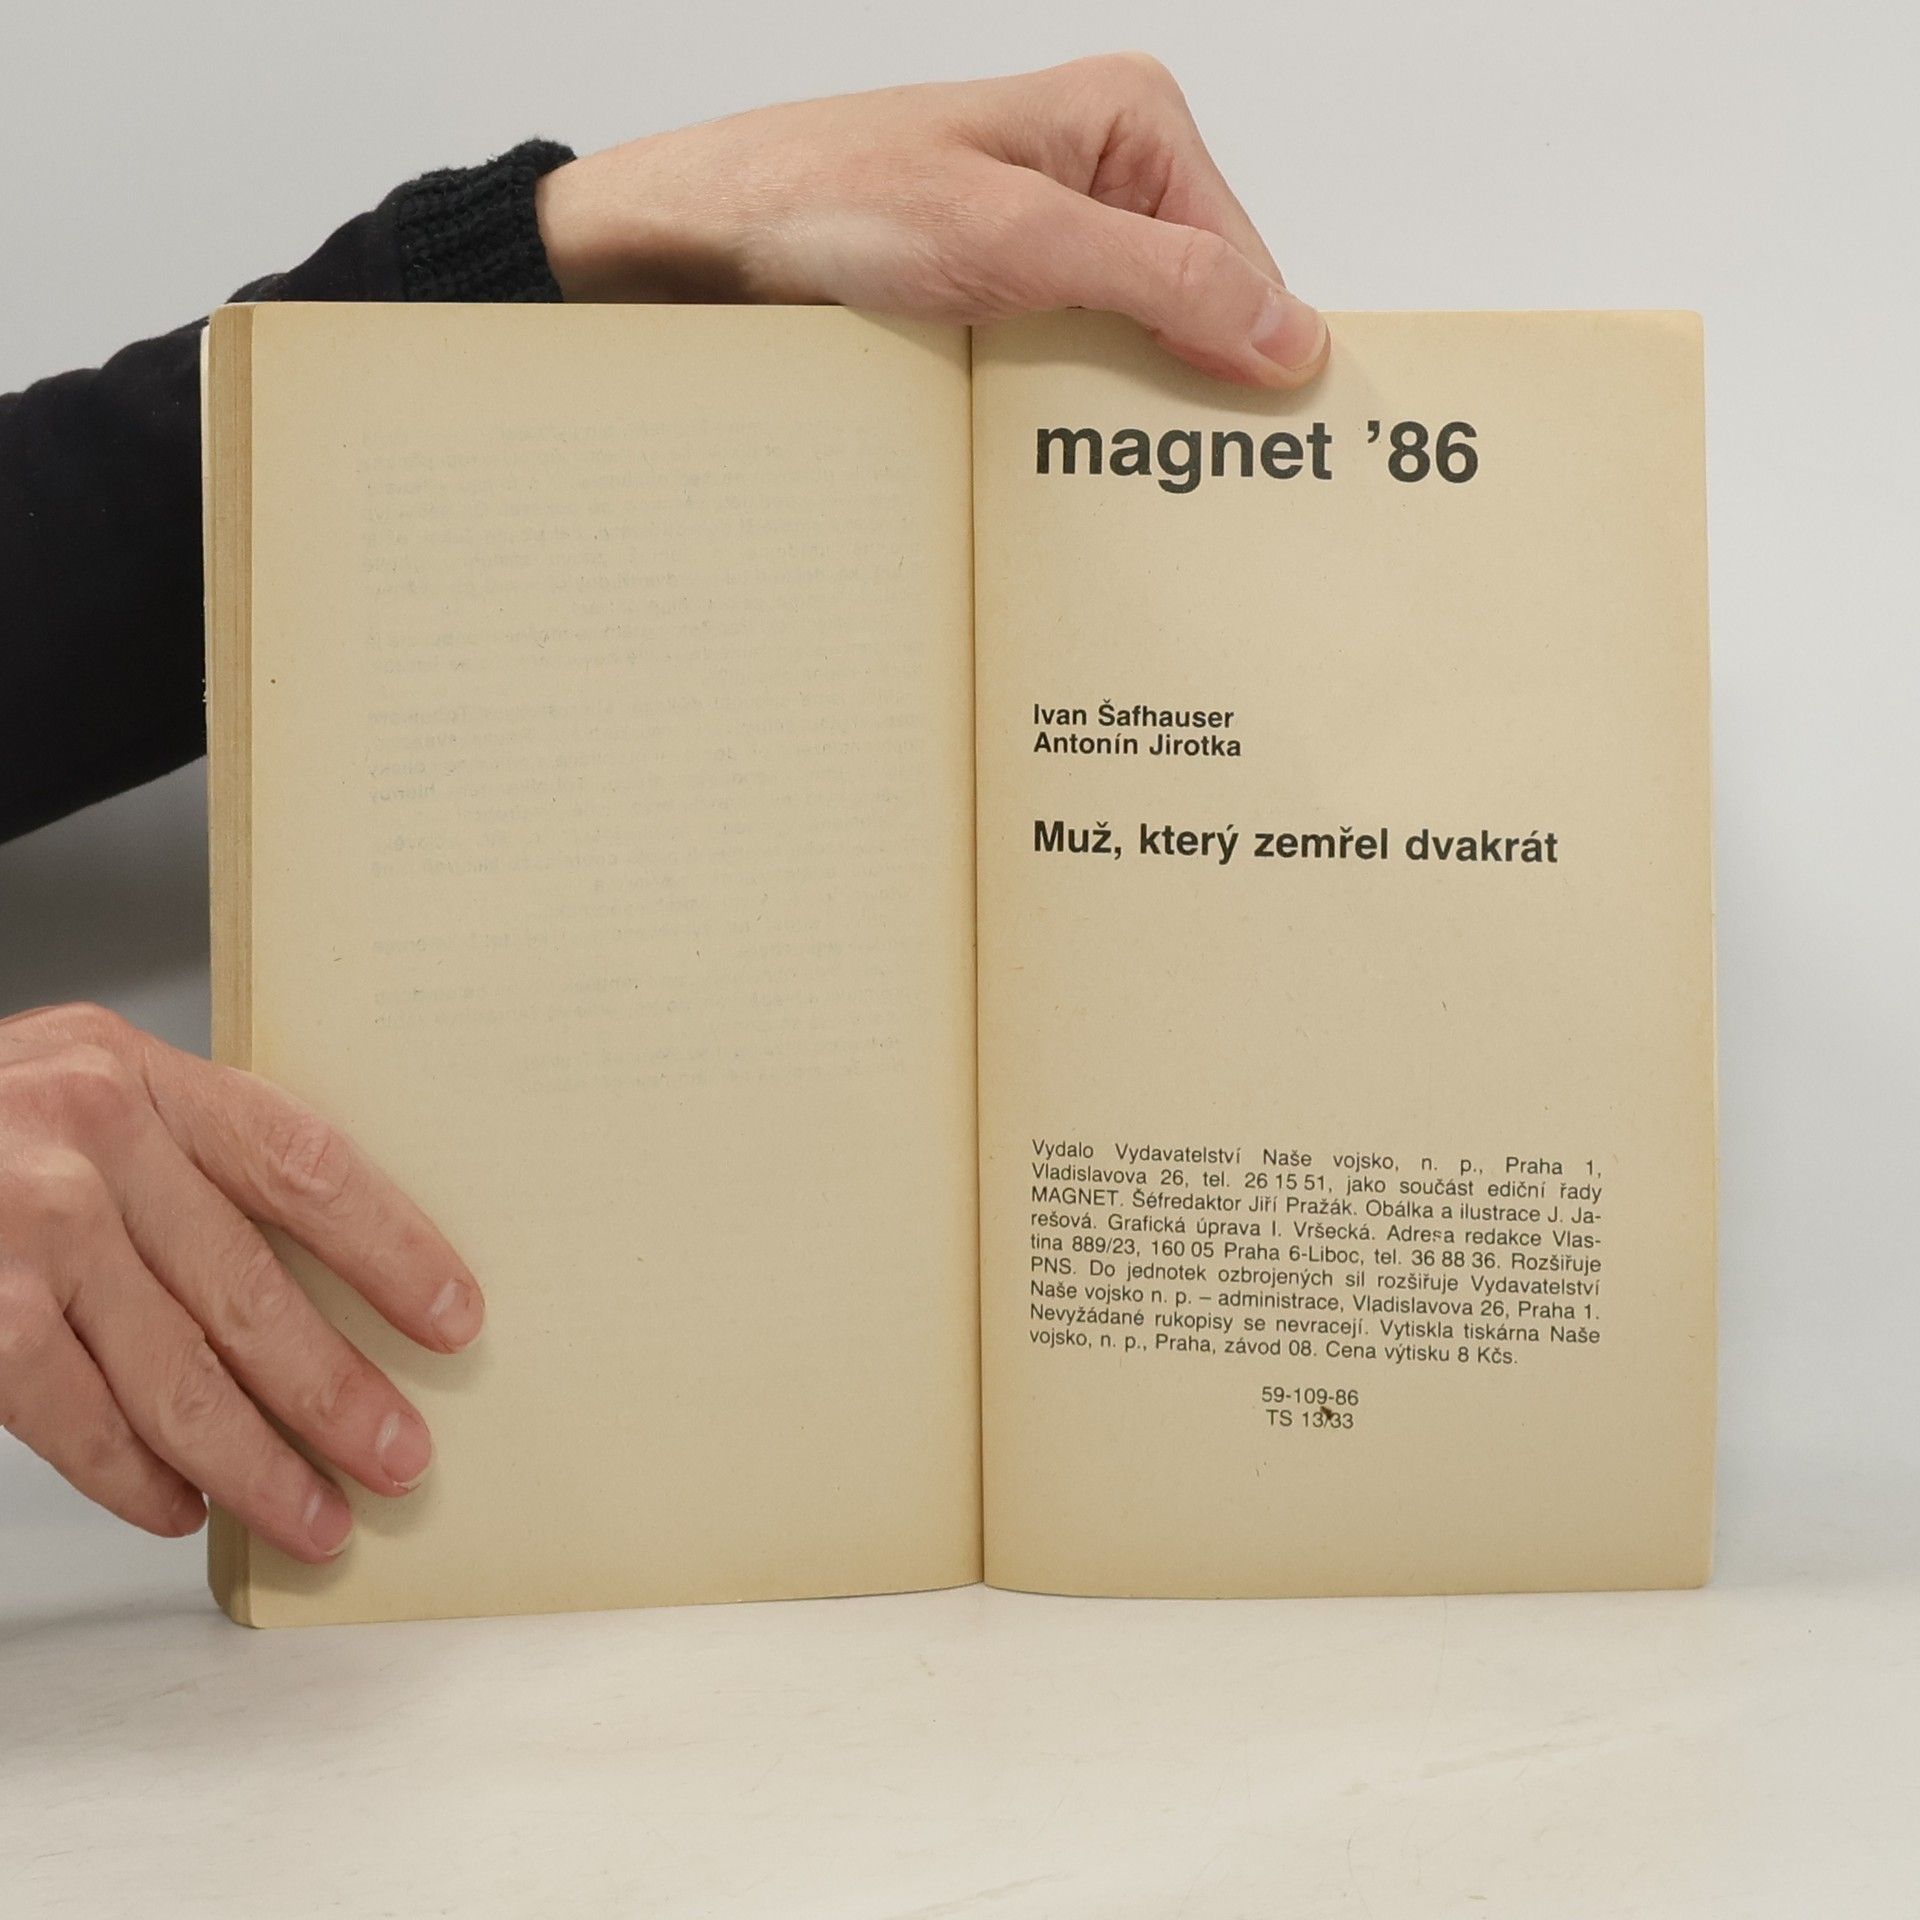 magnet ’86
Ivan Šafhauser
Antonín Jirotka
Muž, který zemřel dvakrát
Vydalo Vydavatelství Naše vojsko, n. p., Praha 1,
Vladislavova 26, tel. 26 15 51, jako součást ediční řady
MAGNET. Šéfredaktor Jiří Pražák. Obálka a ilustrace J. Ja-
rešová. Grafická úprava I. Vršecká. Adresa redakce Vlas-
tina 889/23, 160 05 Praha 6-Liboc, tel. 36 88 36. Rozšiřuje
PNS. Do jednotek ozbrojených sil rozšiřuje Vydavatelství
Naše vojsko n. p. – administrace, Vladislavova 26, Praha 1.
Nevyžádané rukopisy se nevracejí. Vytiskla tiskárna Naše
vojsko, n. p., Praha, závod 08. Cena výtisku 8 Kčs.
59-109-86
TS 13/33